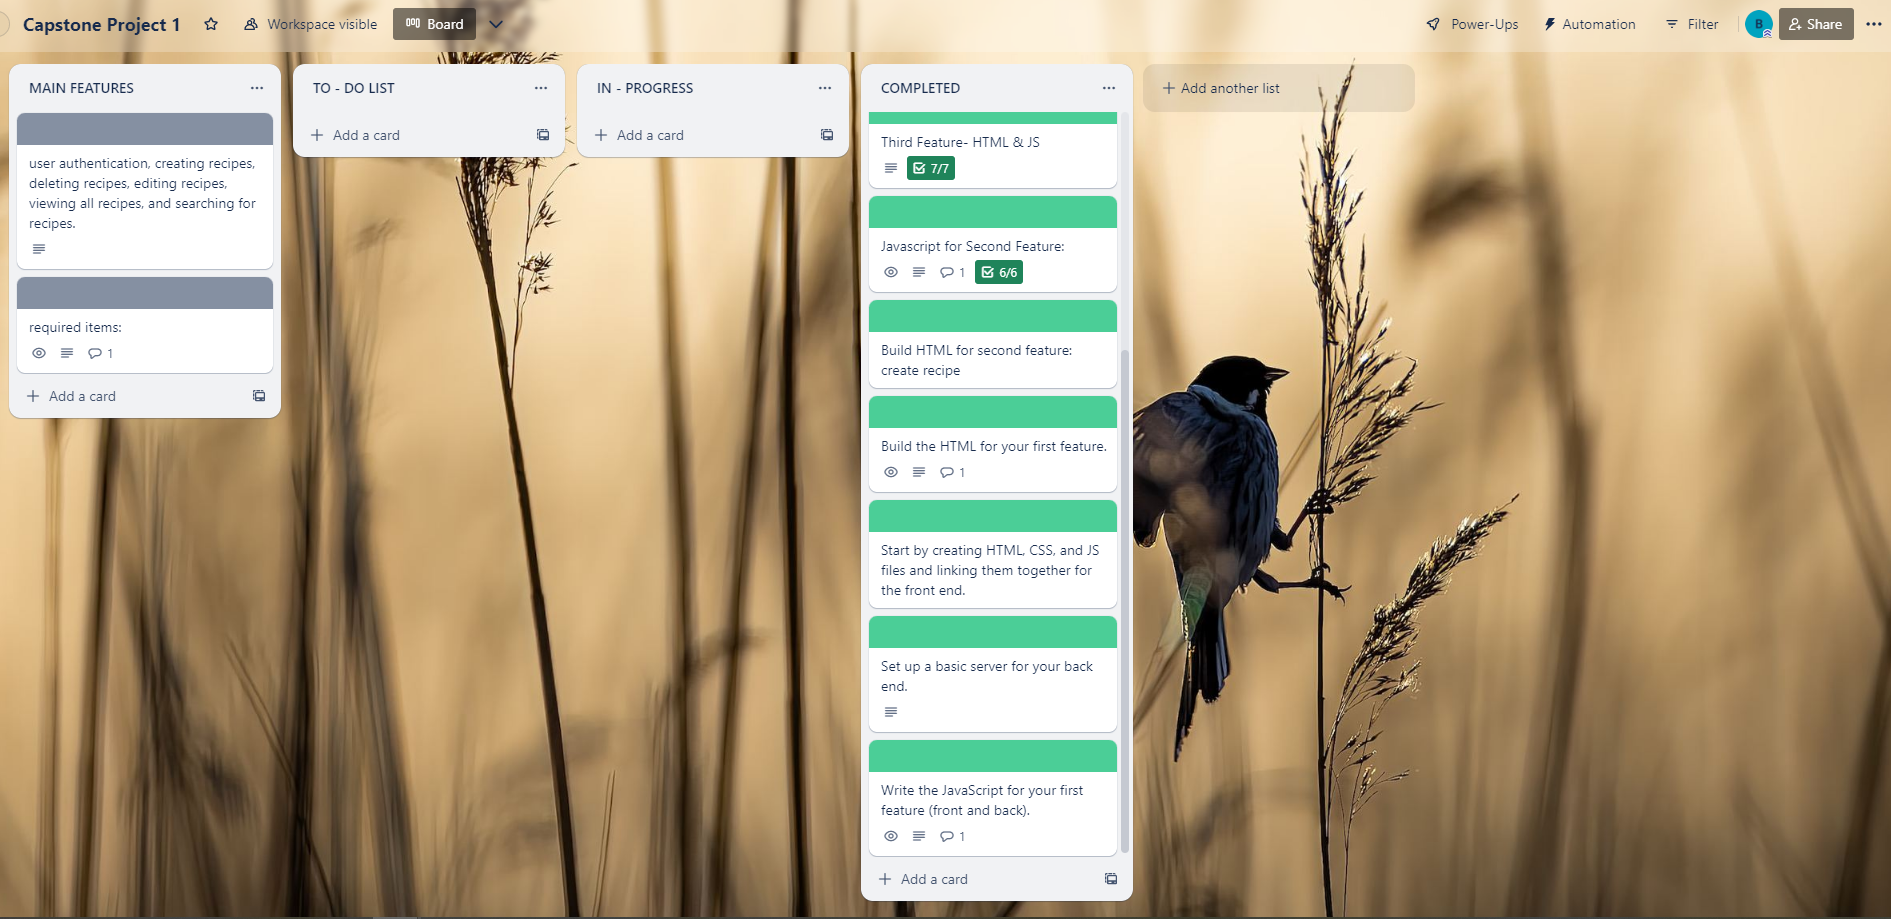 Capstone Project 1
Workspace visible
Board
Power-Ups
Automation
Filter
B
Share
MAIN FEATURES
user authentication, creating recipes,
deleting recipes, editing recipes,
viewing all recipes, and searching for
recipes.
required items:
1
Add a card
TO - DO LIST
Add a card
IN - PROGRESS
Add a card
COMPLETED
Third Feature- HTML & JS
7/7
Javascript for Second Feature:
1 6/6
Build HTML for second feature:
create recipe
Build the HTML for your first feature.
1
Start by creating HTML, CSS, and JS
files and linking them together for
the front end.
Set up a basic server for your back
end.
Write the JavaScript for your first
feature (front and back).
1
Add a card
Add another list